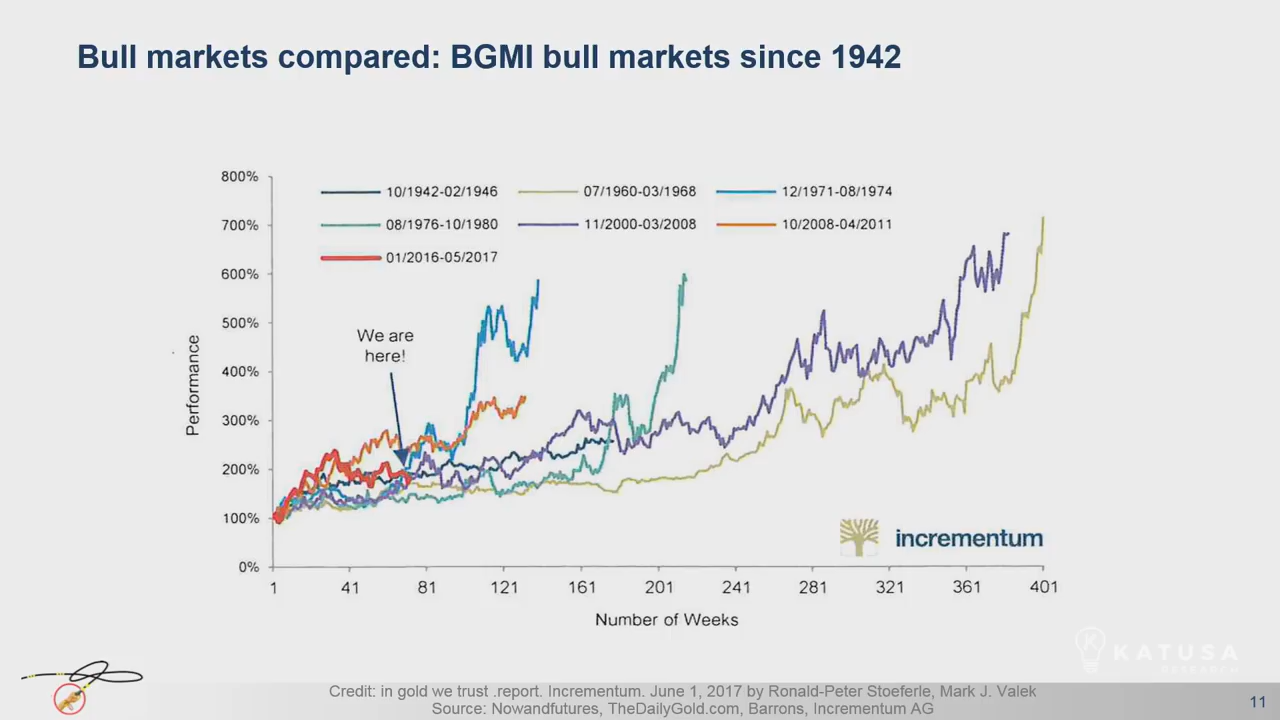 Bull markets compared: BGMI bull markets since 1942
800%
700%
600%
500%
400%
300%
200%
100%
0%
Performance
10/1942-02/1946
07/1960-03/1968
12/1971-08/1974
08/1976-10/1980
11/2000-03/2008
10/2008-04/2011
01/2016-05/2017
We are
here!
incrementum
1
41
81
121
161
201
241
281
321
361
401
Number of Weeks
K
KATUSA
RESEARCH
Credit: in gold we trust .report. Incrementum. June 1, 2017 by Ronald-Peter Stoeferle, Mark J. Valek
Source: Nowandfutures, TheDailyGold.com, Barrons, Incrementum AG
11